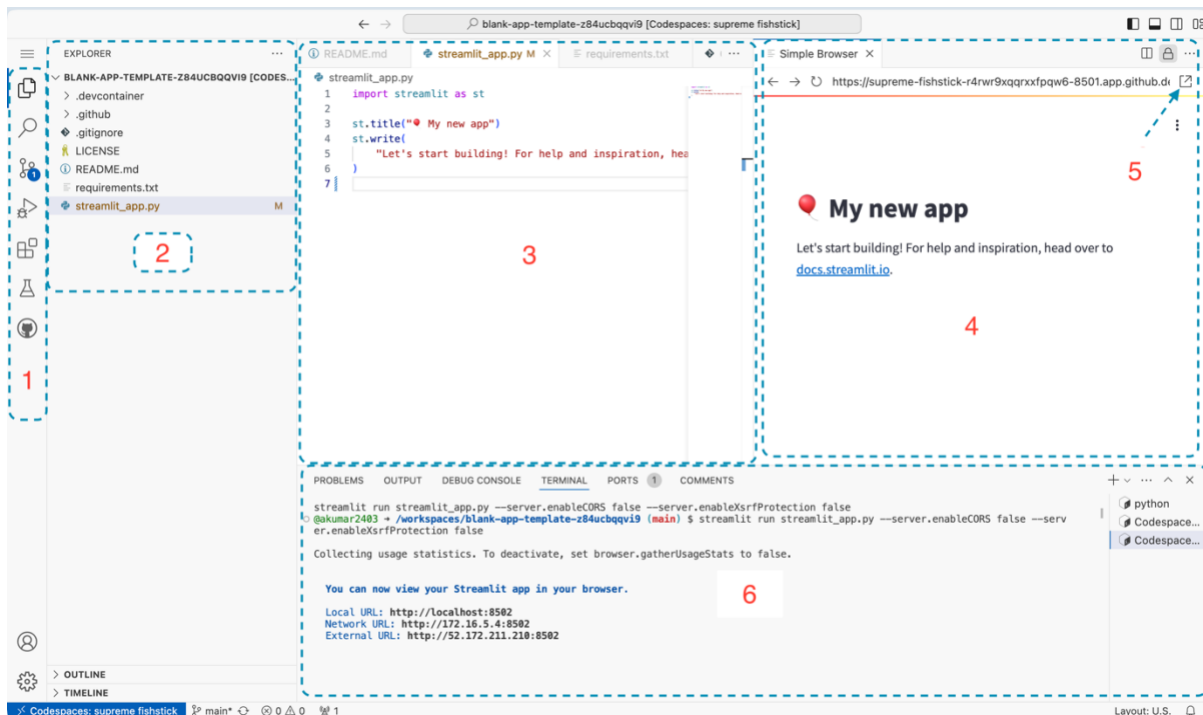 blank-app-template-z84ucbqqvi9 [Codespaces: supreme fishstick]
EXPLORER
BLANK-APP-TEMPLATE-Z84UCBQQVI9 [CODES...
.devcontainer
.github
.gitignore
LICENSE
README.md
requirements.txt
streamlit_app.py M
1
1
2
OUTLINE
TIMELINE
README.md streamlit_app.py M requirements.txt
streamlit_app.py
1 import streamlit as st
2
3 st.title("🎈 My new app")
4 st.write(
5 "Let's start building! For help and inspiration, hea
6 )
7
3
Simple Browser
https://supreme-fishstick-r4rwr9xqqrxxfpqw6-8501.app.github.de
5
🎈 My new app
Let's start building! For help and inspiration, head over to
docs.streamlit.io.
4
PROBLEMS OUTPUT DEBUG CONSOLE TERMINAL PORTS 1 COMMENTS
streamlit run streamlit_app.py --server.enableCORS false --server.enableXsrfProtection false
@akumar2403 → /workspaces/blank-app-template-z84ucbqqvi9 (main) $ streamlit run streamlit_app.py --server.enableCORS false --serv
er.enableXsrfProtection false
Collecting usage statistics. To deactivate, set browser.gatherUsageStats to false.
You can now view your Streamlit app in your browser.
Local URL: http://localhost:8502
Network URL: http://172.16.5.4:8502
External URL: http://52.172.211.210:8502
6
python
Codespace...
Codespace...
Codespaces: supreme fishstick main* 0 0 1 Layout: U.S.